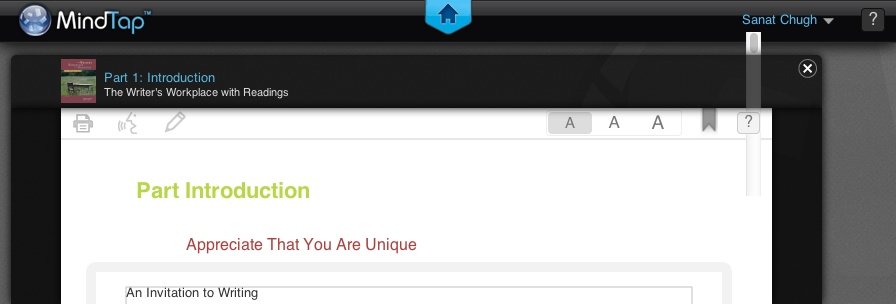 MindTap™
Sanat Chugh
?
Part 1: Introduction
The Writer's Workplace with Readings
A A A
?
Part Introduction
Appreciate That You Are Unique
An Invitation to Writing